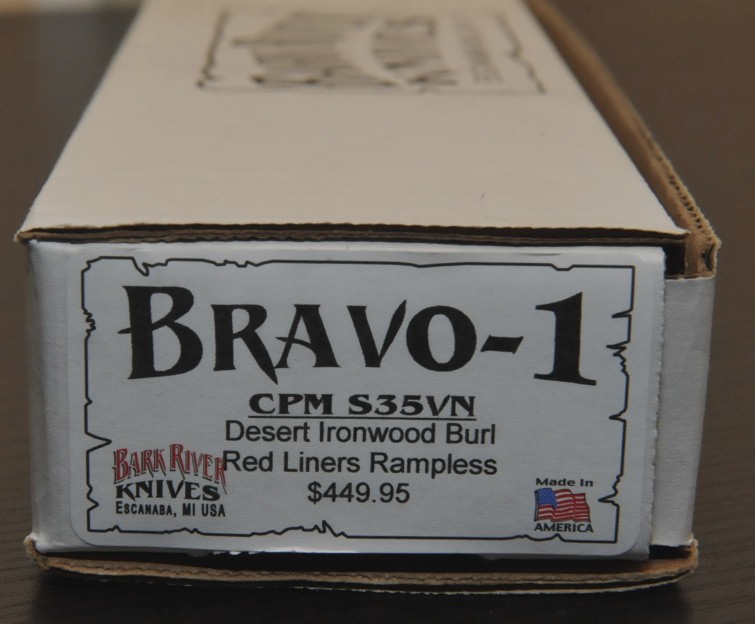 BRAVO-1
CPM S35VN
Desert Ironwood Burl
Red Liners Rampless
$449.95
BARK RIVER
KNIVES
ESCANABA, MI USA
Made In
AMERICA